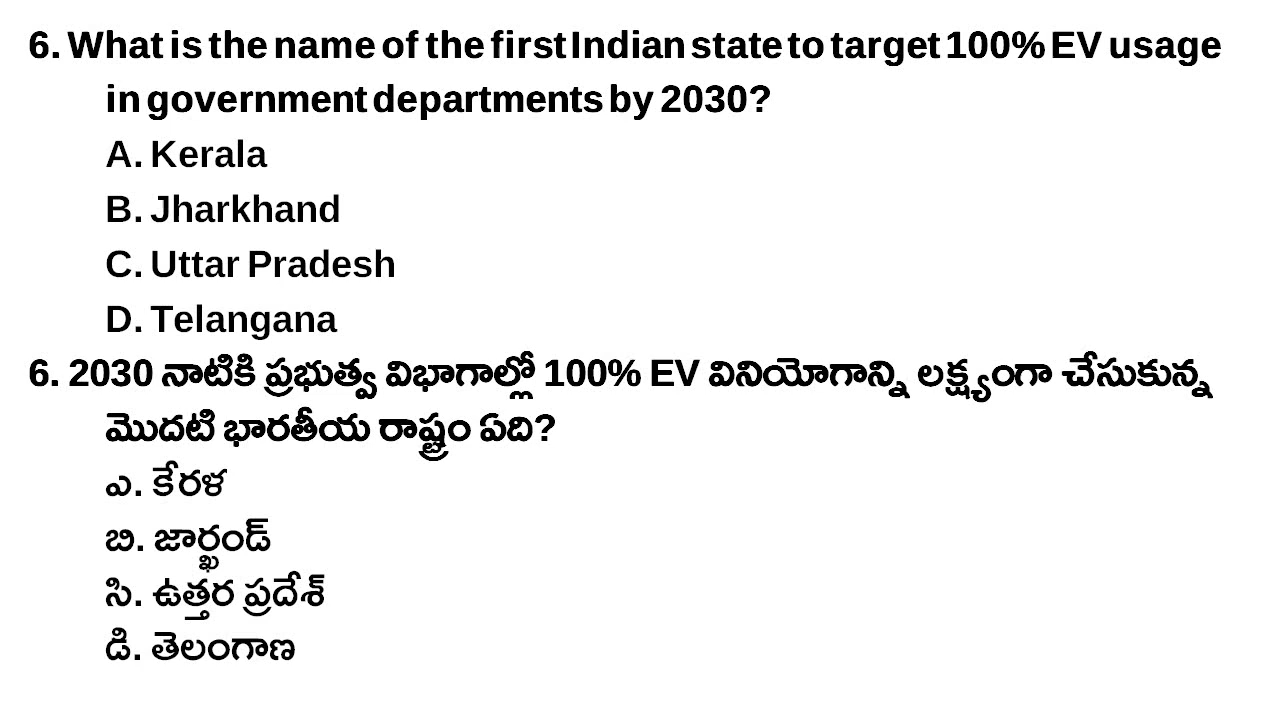 6. What is the name of the first Indian state to target 100% EV usage
in government departments by 2030?
A. Kerala
B. Jharkhand
C. Uttar Pradesh
D. Telangana
6. 2030 నాటికి ప్రభుత్వ విభాగాల్లో 100% EV వినియోగాన్ని లక్ష్యంగా చేసుకున్న
మొదటి భారతీయ రాష్ట్రం ఏది?
ఎ. కేరళ
బి. జార్ఖండ్
సి. ఉత్తర ప్రదేశ్
డి. తెలంగాణ